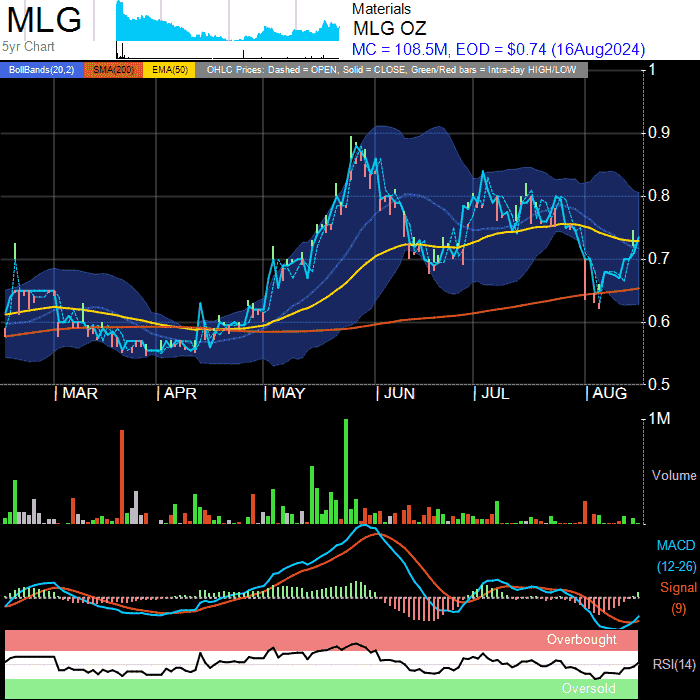 MLG
5yr Chart
Materials
MLG OZ
MC = 108.5M, EOD = $0.74 (16Aug2024)
BollBands(20,2) SMA(200) EMA(50) OHLC Prices: Dashed = OPEN, Solid = CLOSE, Green/Red bars = Intra-day HIGH/LOW
1
0.9
0.8
0.7
0.6
0.5
MAR APR MAY JUN JUL AUG
1M
Volume
MACD
(12-26)
Signal
(9)
Overbought
RSI(14)
Oversold